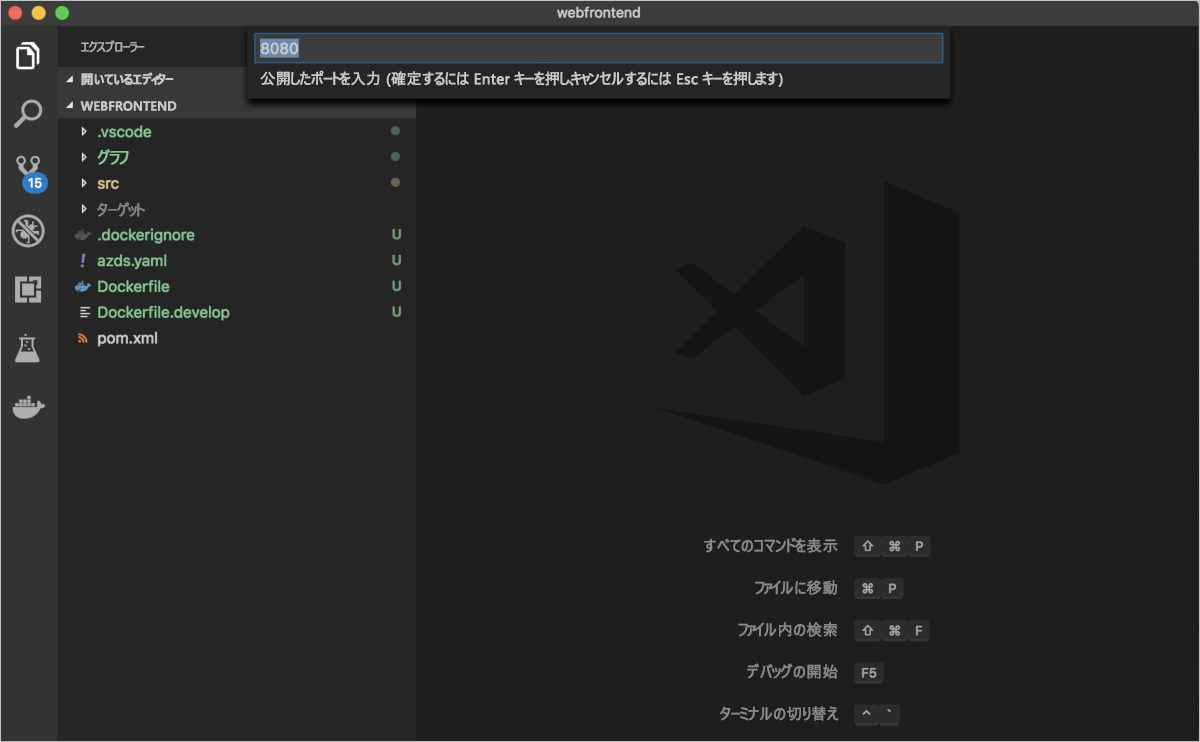 webfrontend
エクスプローラー
8080
公開したポートを入力 (確定するには Enter キーを押し、キャンセルするには Esc キーを押します)
開いているエディター
WEBFRONTEND
.vscode
グラフ
src
ターゲット
.dockerignore U
azds.yaml U
Dockerfile U
Dockerfile.develop U
pom.xml
15
すべてのコマンドを表示 ⇧ ⌘ P
ファイルに移動 ⌘ P
ファイル内の検索 ⇧ ⌘ F
デバッグの開始 F5
ターミナルの切り替え ^ `